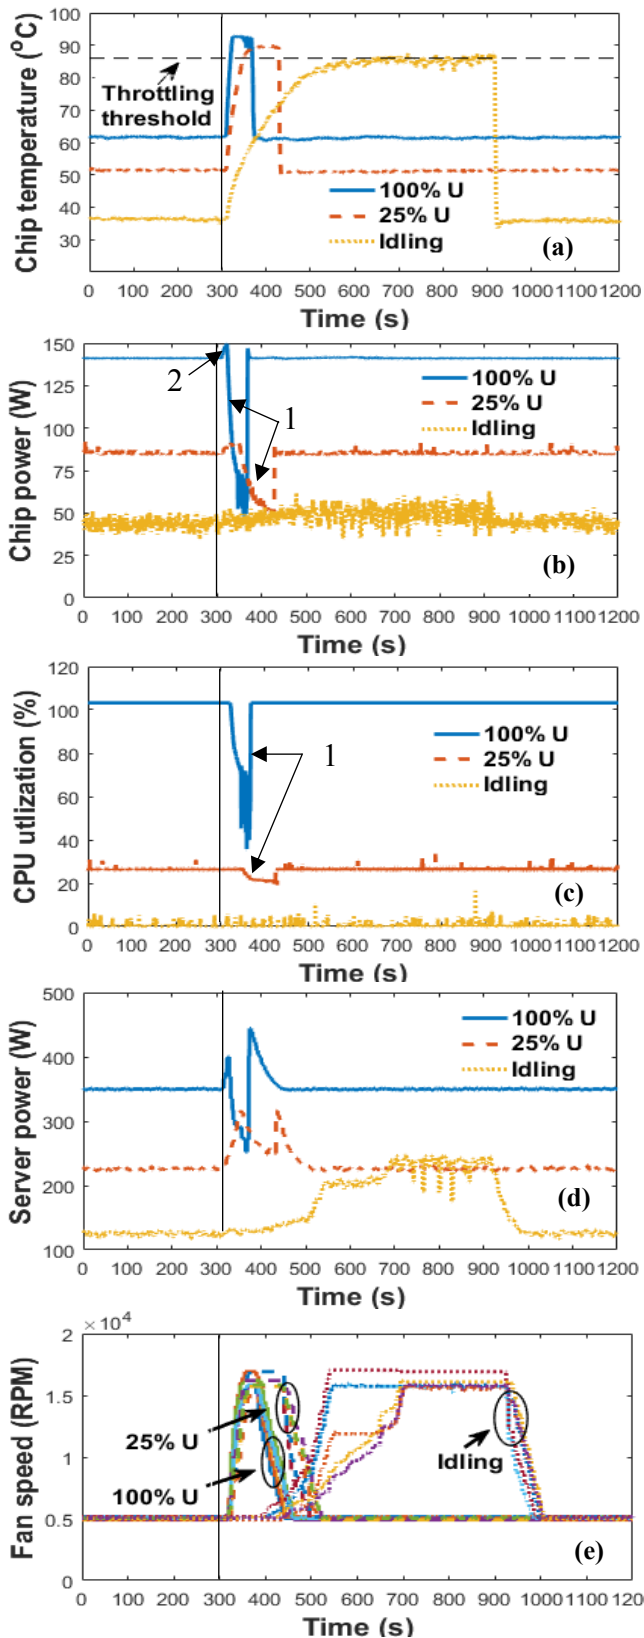 Chip temperature (°C)
100
90
80
70
60
50
40
30
Throttling
threshold
100% U
25% U
Idling
(a)
0 100 200 300 400 500 600 700 800 900 1000 1100 1200
Time (s)
Chip power (W)
150
125
100
75
50
25
0
2
1
100% U
25% U
Idling
(b)
0 100 200 300 400 500 600 700 800 900 1000 1100 1200
Time (s)
CPU utlization (%)
120
100
80
60
40
20
0
1
100% U
25% U
Idling
(c)
0 100 200 300 400 500 600 700 800 900 1000 1100 1200
Time (s)
Server power (W)
500
400
300
200
100
100% U
25% U
Idling
(d)
0 100 200 300 400 500 600 700 800 900 1000 1100 1200
Time (s)
Fan speed (RPM)
×10⁴
2
1.5
1
0.5
0
25% U
100% U
Idling
(e)
0 100 200 300 400 500 600 700 800 900 1000 1100 120
Time (s)